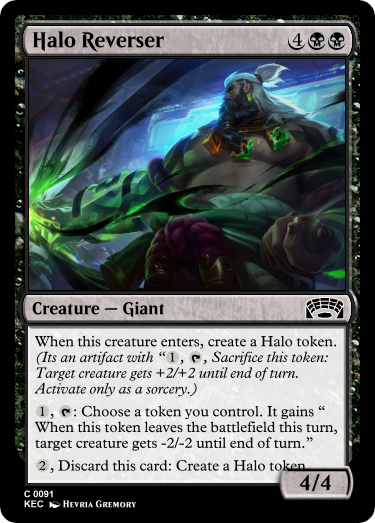 Halo Reverser 4
Creature — Giant
When this creature enters, create a Halo token.
(Its an artifact with “1, , Sacrifice this token:
Target creature gets +2/+2 until end of turn.
Activate only as a sorcery.)
1, : Choose a token you control. It gains “
When this token leaves the battlefield this turn,
target creature gets -2/-2 until end of turn.”
2, Discard this card: Create a Halo token.
4/4
C 0091
KEC Hevria Gremory